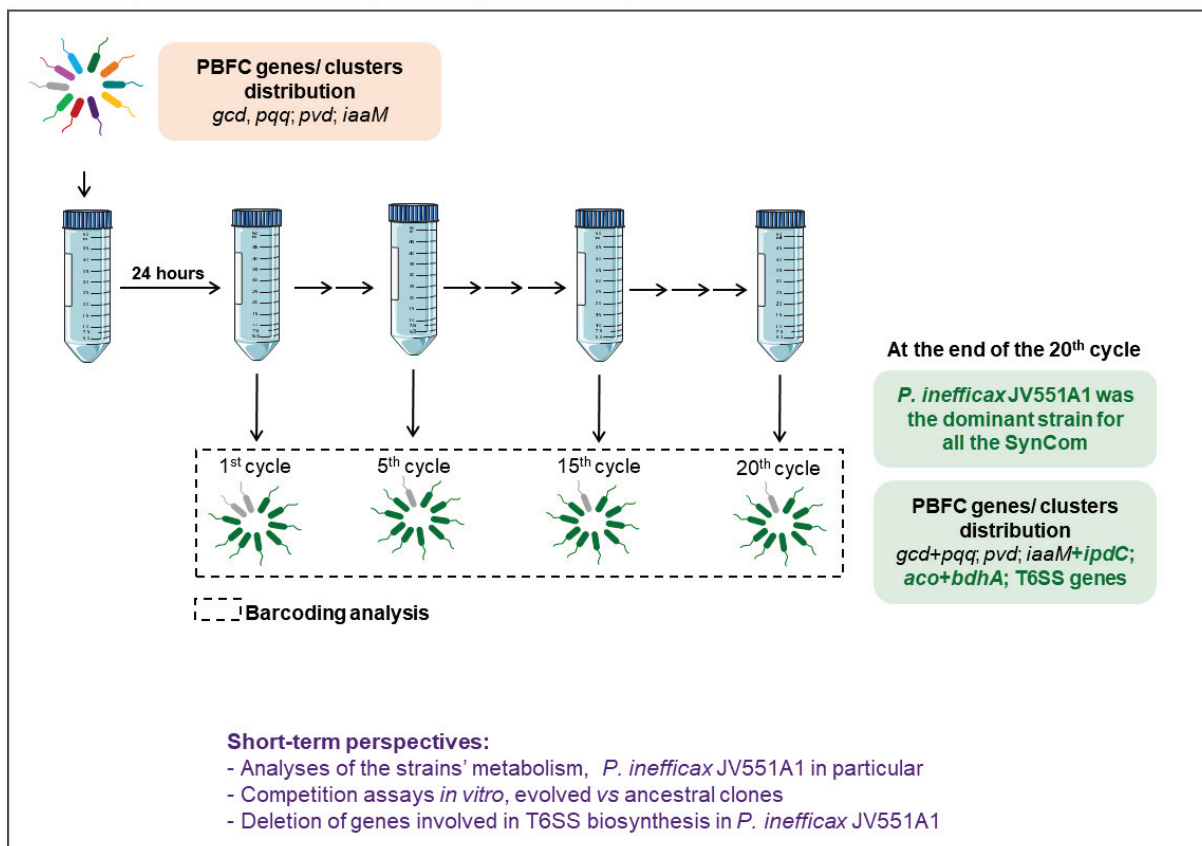 PBFC genes/ clusters
distribution
gcd, pqq; pvd; iaaM
24 hours
At the end of the 20th cycle
P. inefficax JV551A1 was
the dominant strain for
all the SynCom
1st cycle
5th cycle
15th cycle
20th cycle
PBFC genes/ clusters
distribution
gcd+pqq; pvd; iaaM+ipdC;
aco+bdhA; T6SS genes
Barcoding analysis
Short-term perspectives:
- Analyses of the strains’ metabolism, P. inefficax JV551A1 in particular
- Competition assays in vitro, evolved vs ancestral clones
- Deletion of genes involved in T6SS biosynthesis in P. inefficax JV551A1